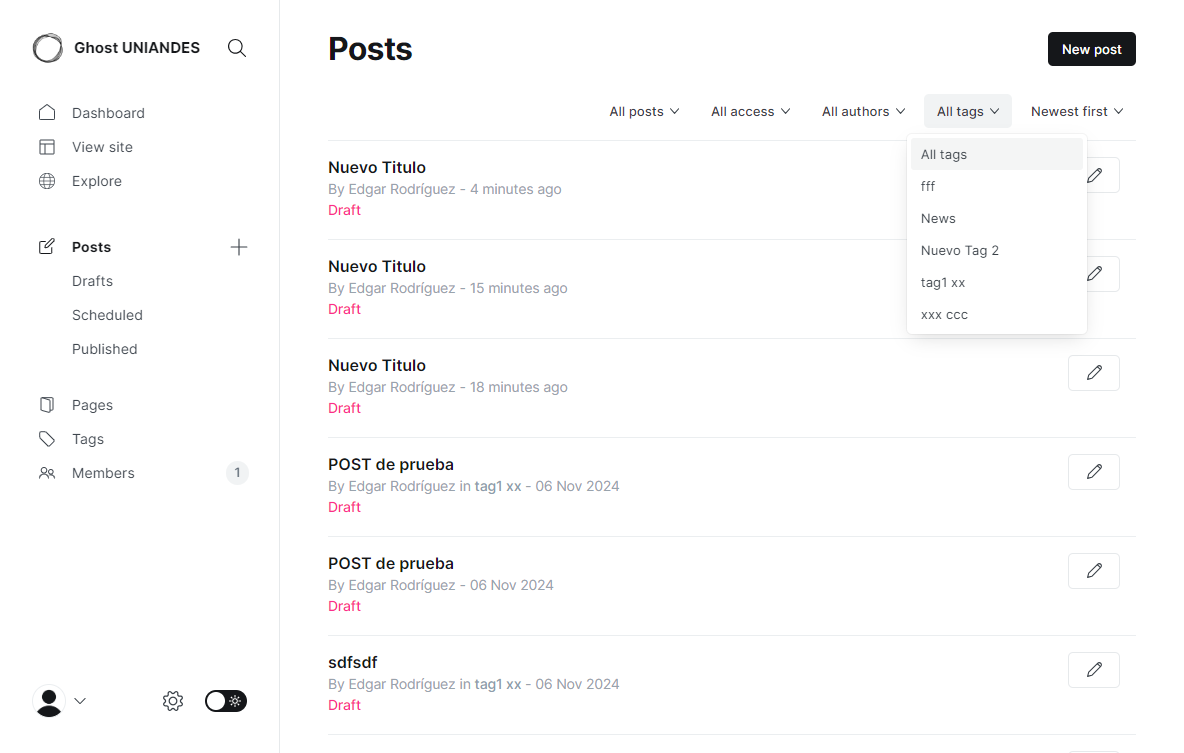 Ghost UNIANDES
Dashboard
View site
Explore
Posts
Drafts
Scheduled
Published
Pages
Tags
Members
1
Posts
New post
All posts
All access
All authors
All tags
Newest first
All tags
fff
News
Nuevo Tag 2
tag1 xx
xxx ccc
Nuevo Titulo
By Edgar Rodríguez - 4 minutes ago
Draft
Nuevo Titulo
By Edgar Rodríguez - 15 minutes ago
Draft
Nuevo Titulo
By Edgar Rodríguez - 18 minutes ago
Draft
POST de prueba
By Edgar Rodríguez in tag1 xx - 06 Nov 2024
Draft
POST de prueba
By Edgar Rodríguez - 06 Nov 2024
Draft
sdfsdf
By Edgar Rodríguez in tag1 xx - 06 Nov 2024
Draft